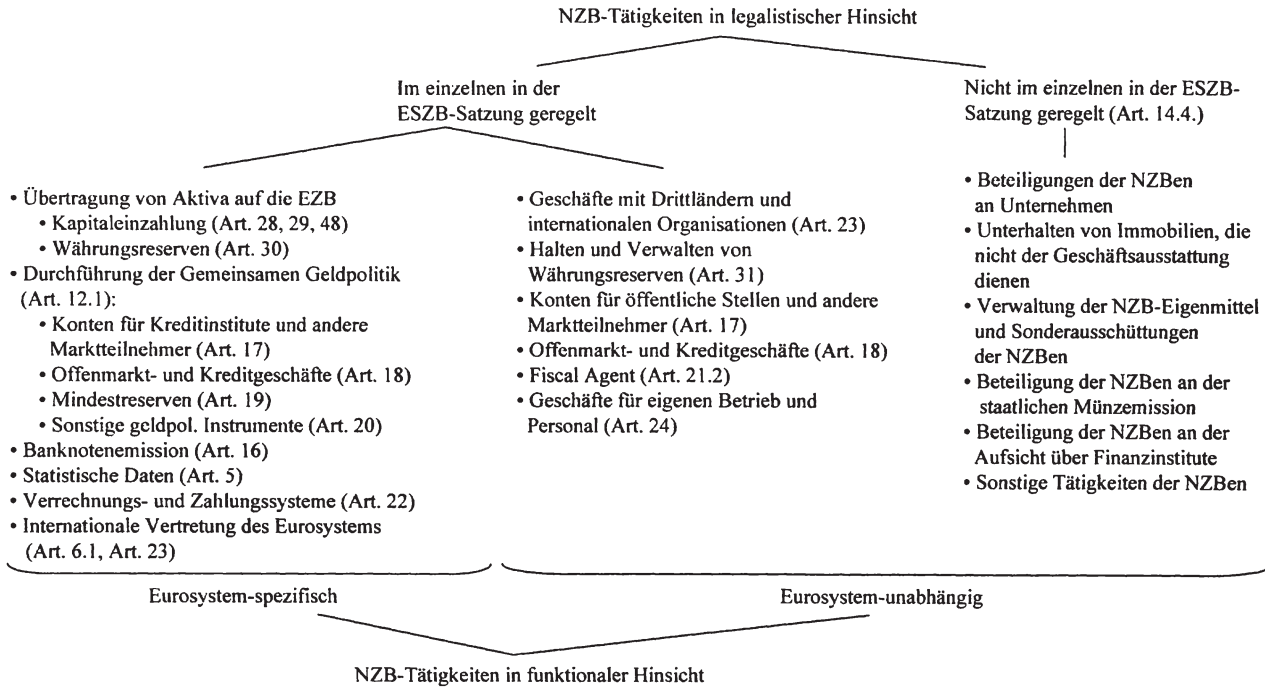 NZB-Tätigkeiten in legalistischer Hinsicht
Im einzelnen in der
ESZB-Satzung geregelt
Nicht im einzelnen in der ESZB-
Satzung geregelt (Art. 14.4.)
• Übertragung von Aktiva auf die EZB
• Kapitaleinzahlung (Art. 28, 29, 48)
• Währungsreserven (Art. 30)
• Durchführung der Gemeinsamen Geldpolitik
(Art. 12.1):
• Konten für Kreditinstitute und andere
Marktteilnehmer (Art. 17)
• Offenmarkt- und Kreditgeschäfte (Art. 18)
• Mindestreserven (Art. 19)
• Sonstige geldpol. Instrumente (Art. 20)
• Banknotenemission (Art. 16)
• Statistische Daten (Art. 5)
• Verrechnungs- und Zahlungssysteme (Art. 22)
• Internationale Vertretung des Eurosystems
(Art. 6.1, Art. 23)
• Geschäfte mit Drittländern und
internationalen Organisationen (Art. 23)
• Halten und Verwalten von
Währungsreserven (Art. 31)
• Konten für öffentliche Stellen und andere
Marktteilnehmer (Art. 17)
• Offenmarkt- und Kreditgeschäfte (Art. 18)
• Fiscal Agent (Art. 21.2)
• Geschäfte für eigenen Betrieb und
Personal (Art. 24)
• Beteiligungen der NZBen
an Unternehmen
• Unterhalten von Immobilien, die
nicht der Geschäftsausstattung
dienen
• Verwaltung der NZB-Eigenmittel
und Sonderausschüttungen
der NZBen
• Beteiligung der NZBen an der
staatlichen Münzemission
• Beteiligung der NZBen an der
Aufsicht über Finanzinstitute
• Sonstige Tätigkeiten der NZBen
Eurosystem-spezifisch
Eurosystem-unabhängig
NZB-Tätigkeiten in funktionaler Hinsicht